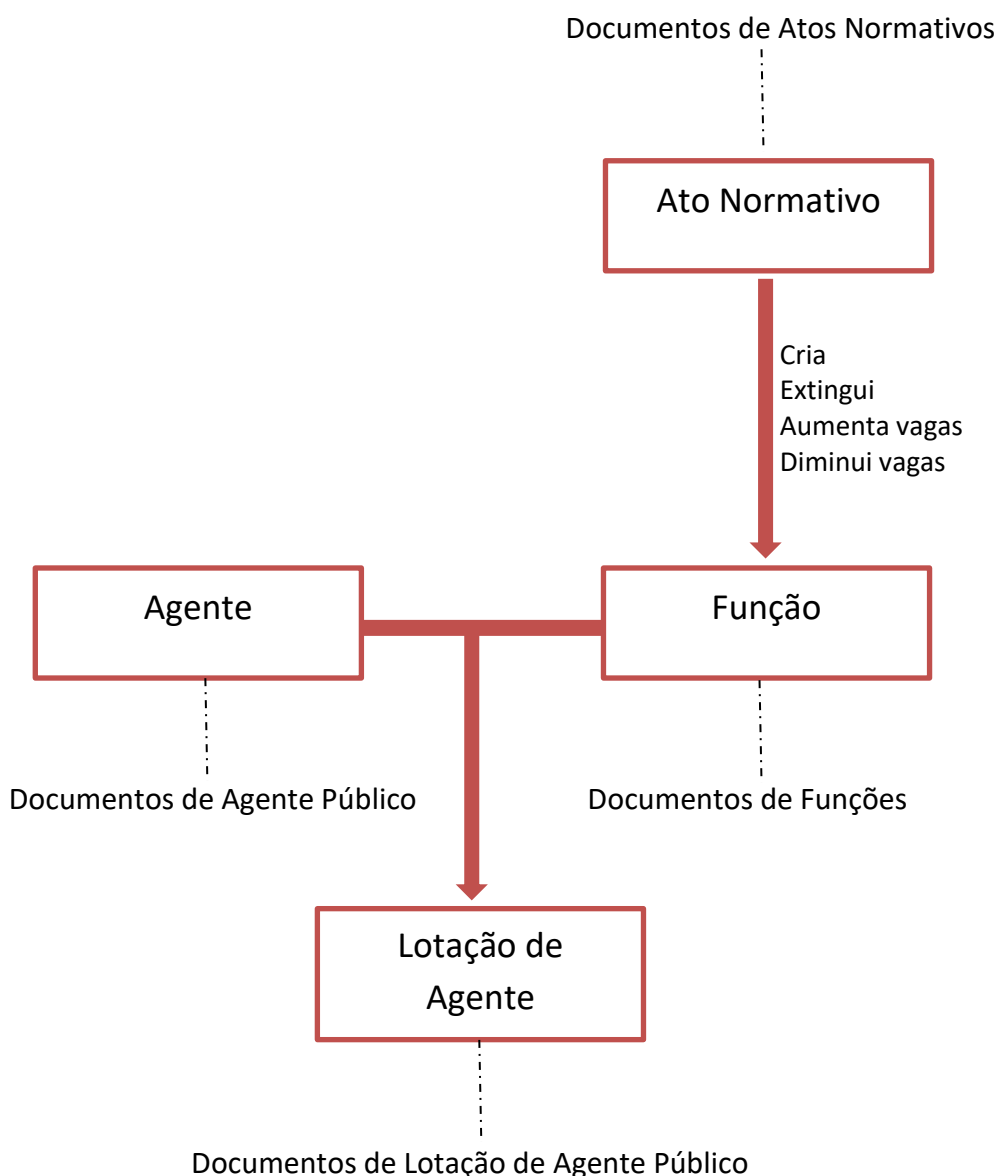 Documentos de Atos Normativos
Ato Normativo
Cria
Extingui
Aumenta vagas
Diminui vagas
Agente
Função
Documentos de Agente Público
Documentos de Funções
Lotação de
Agente
Documentos de Lotação de Agente Público